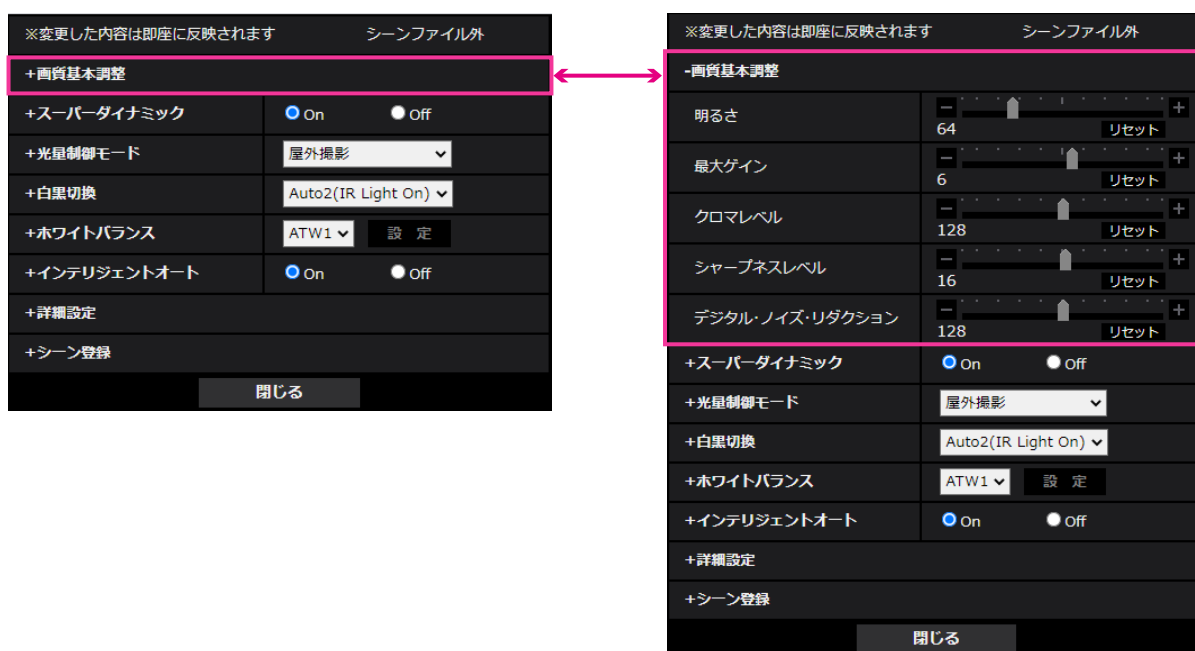 ※変更した内容は即座に反映されます シーンファイル外
+画質基本調整
+スーパーダイナミック On Off
+光量制御モード 屋外撮影
+白黒切換 Auto2(IR Light On)
+ホワイトバランス ATW1 設 定
+インテリジェントオート On Off
+詳細設定
+シーン登録
閉じる
※変更した内容は即座に反映されます シーンファイル外
-画質基本調整
明るさ - +
64 リセット
最大ゲイン - +
6 リセット
クロマレベル - +
128 リセット
シャープネスレベル - +
16 リセット
デジタル・ノイズ・リダクション - +
128 リセット
+スーパーダイナミック On Off
+光量制御モード 屋外撮影
+白黒切換 Auto2(IR Light On)
+ホワイトバランス ATW1 設 定
+インテリジェントオート On Off
+詳細設定
+シーン登録
閉じる